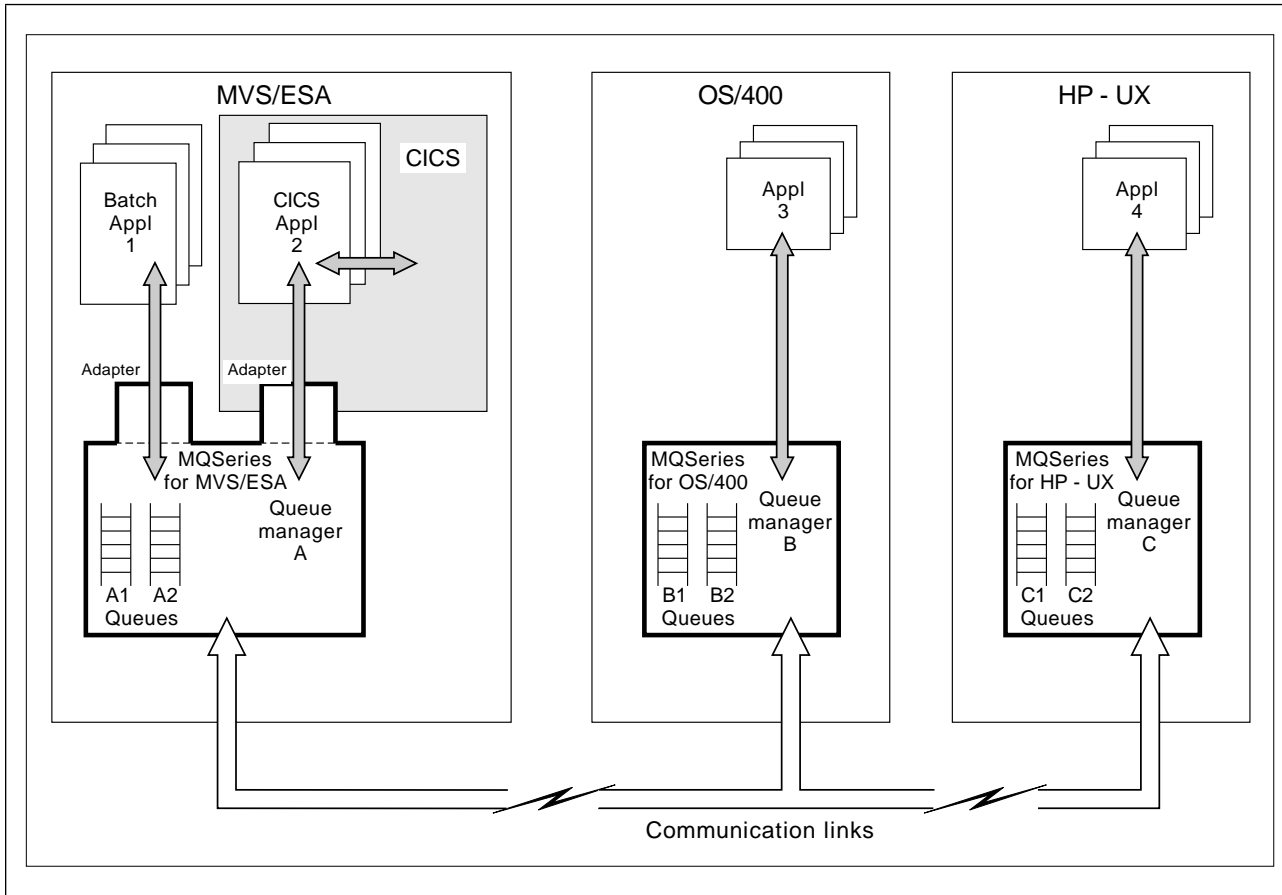 MVS/ESA
CICS
Batch
Appl
1
CICS
Appl
2
Adapter
Adapter
MQSeries
for MVS/ESA
Queue
manager
A
A1 A2
Queues
OS/400
Appl
3
MQSeries
for OS/400
Queue
manager
B
B1 B2
Queues
HP - UX
Appl
4
MQSeries
for HP - UX
Queue
manager
C
C1 C2
Queues
Communication links